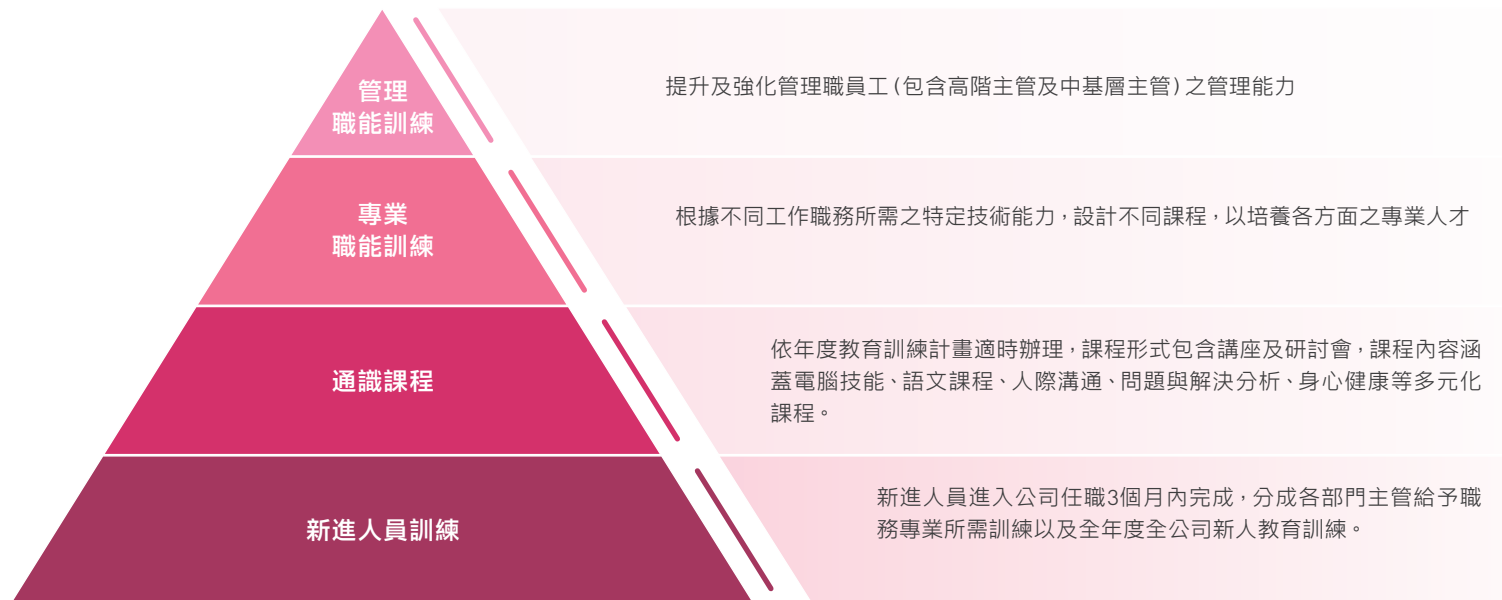 管理
職能訓練
提升及強化管理職員工(包含高階主管及中基層主管)之管理能力
專業
職能訓練
根據不同工作職務所需之特定技術能力,設計不同課程,以培養各方面之專業人才
通識課程
依年度教育訓練計畫適時辦理,課程形式包含講座及研討會,課程內容涵
蓋電腦技能、語文課程、人際溝通、問題與解決分析、身心健康等多元化
課程。
新進人員訓練
新進人員進入公司任職3個月內完成,分成各部門主管給予職
務專業所需訓練以及全年度全公司新人教育訓練。